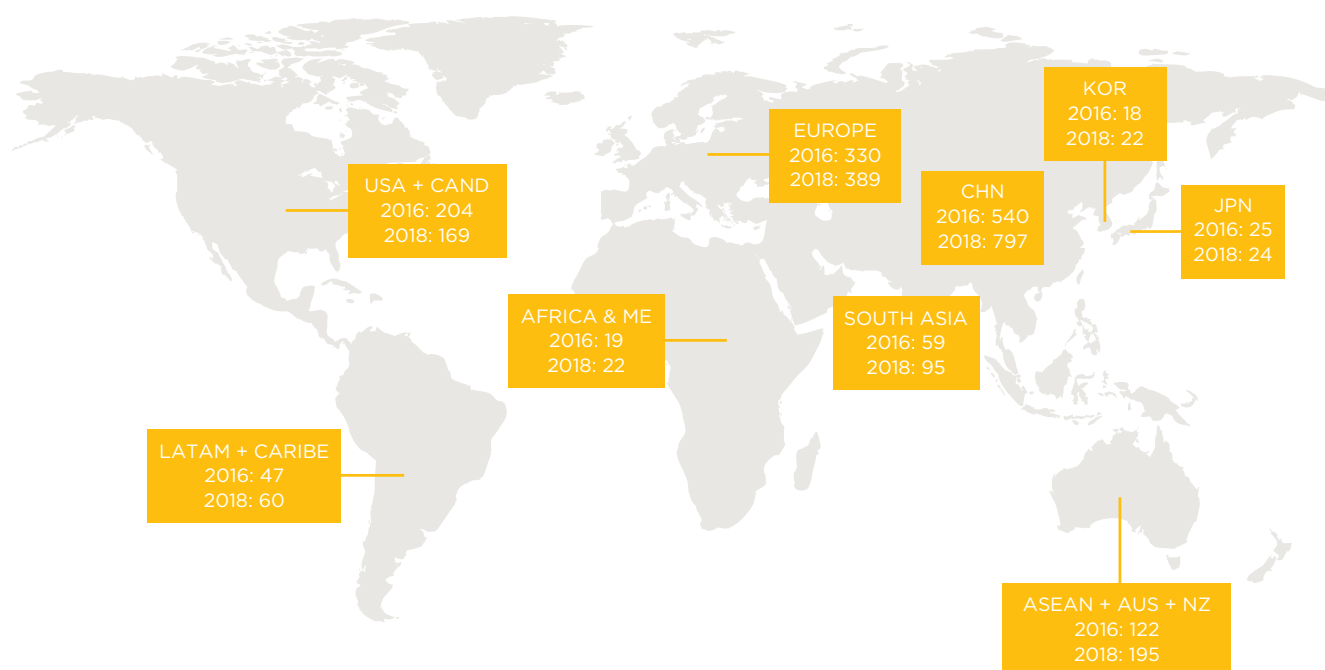 KOR
2016: 18
2018: 22
EUROPE
2016: 330
2018: 389
USA + CAND
2016: 204
2018: 169
CHN
2016: 540
2018: 797
JPN
2016: 25
2018: 24
AFRICA & ME
2016: 19
2018: 22
SOUTH ASIA
2016: 59
2018: 95
LATAM + CARIBE
2016: 47
2018: 60
ASEAN + AUS + NZ
2016: 122
2018: 195